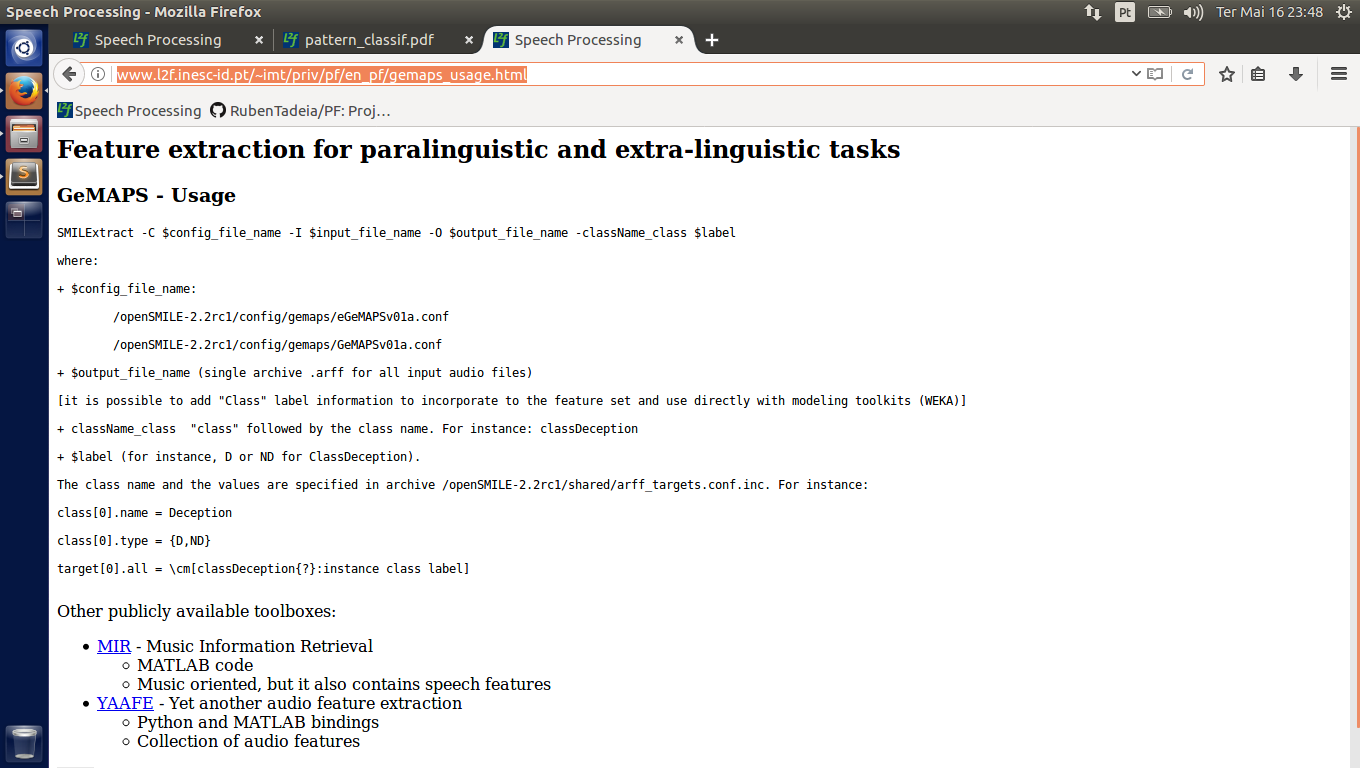 Speech Processing - Mozilla Firefox
Pt
Ter Mai 16 23:48
Speech Processing
pattern_classif.pdf
Speech Processing
www.l2f.inesc-id.pt/~imt/priv/pf/en_pf/gemaps_usage.html
Speech Processing
RubenTadeia/PF: Proj…
Feature extraction for paralinguistic and extra-linguistic tasks
GeMAPS - Usage
SMILExtract -C $config_file_name -I $input_file_name -O $output_file_name -className_class $label
where:
+ $config_file_name:
/openSMILE-2.2rc1/config/gemaps/eGeMAPSv01a.conf
/openSMILE-2.2rc1/config/gemaps/GeMAPSv01a.conf
+ $output_file_name (single archive .arff for all input audio files)
[it is possible to add "Class" label information to incorporate to the feature set and use directly with modeling toolkits (WEKA)]
+ className_class  "class" followed by the class name. For instance: classDeception
+ $label (for instance, D or ND for ClassDeception).
The class name and the values are specified in archive /openSMILE-2.2rc1/shared/arff_targets.conf.inc. For instance:
class[0].name = Deception
class[0].type = {D,ND}
target[0].all = \cm[classDeception{?}:instance class label]
Other publicly available toolboxes:
• MIR - Music Information Retrieval
◦ MATLAB code
◦ Music oriented, but it also contains speech features
• YAAFE - Yet another audio feature extraction
◦ Python and MATLAB bindings
◦ Collection of audio features